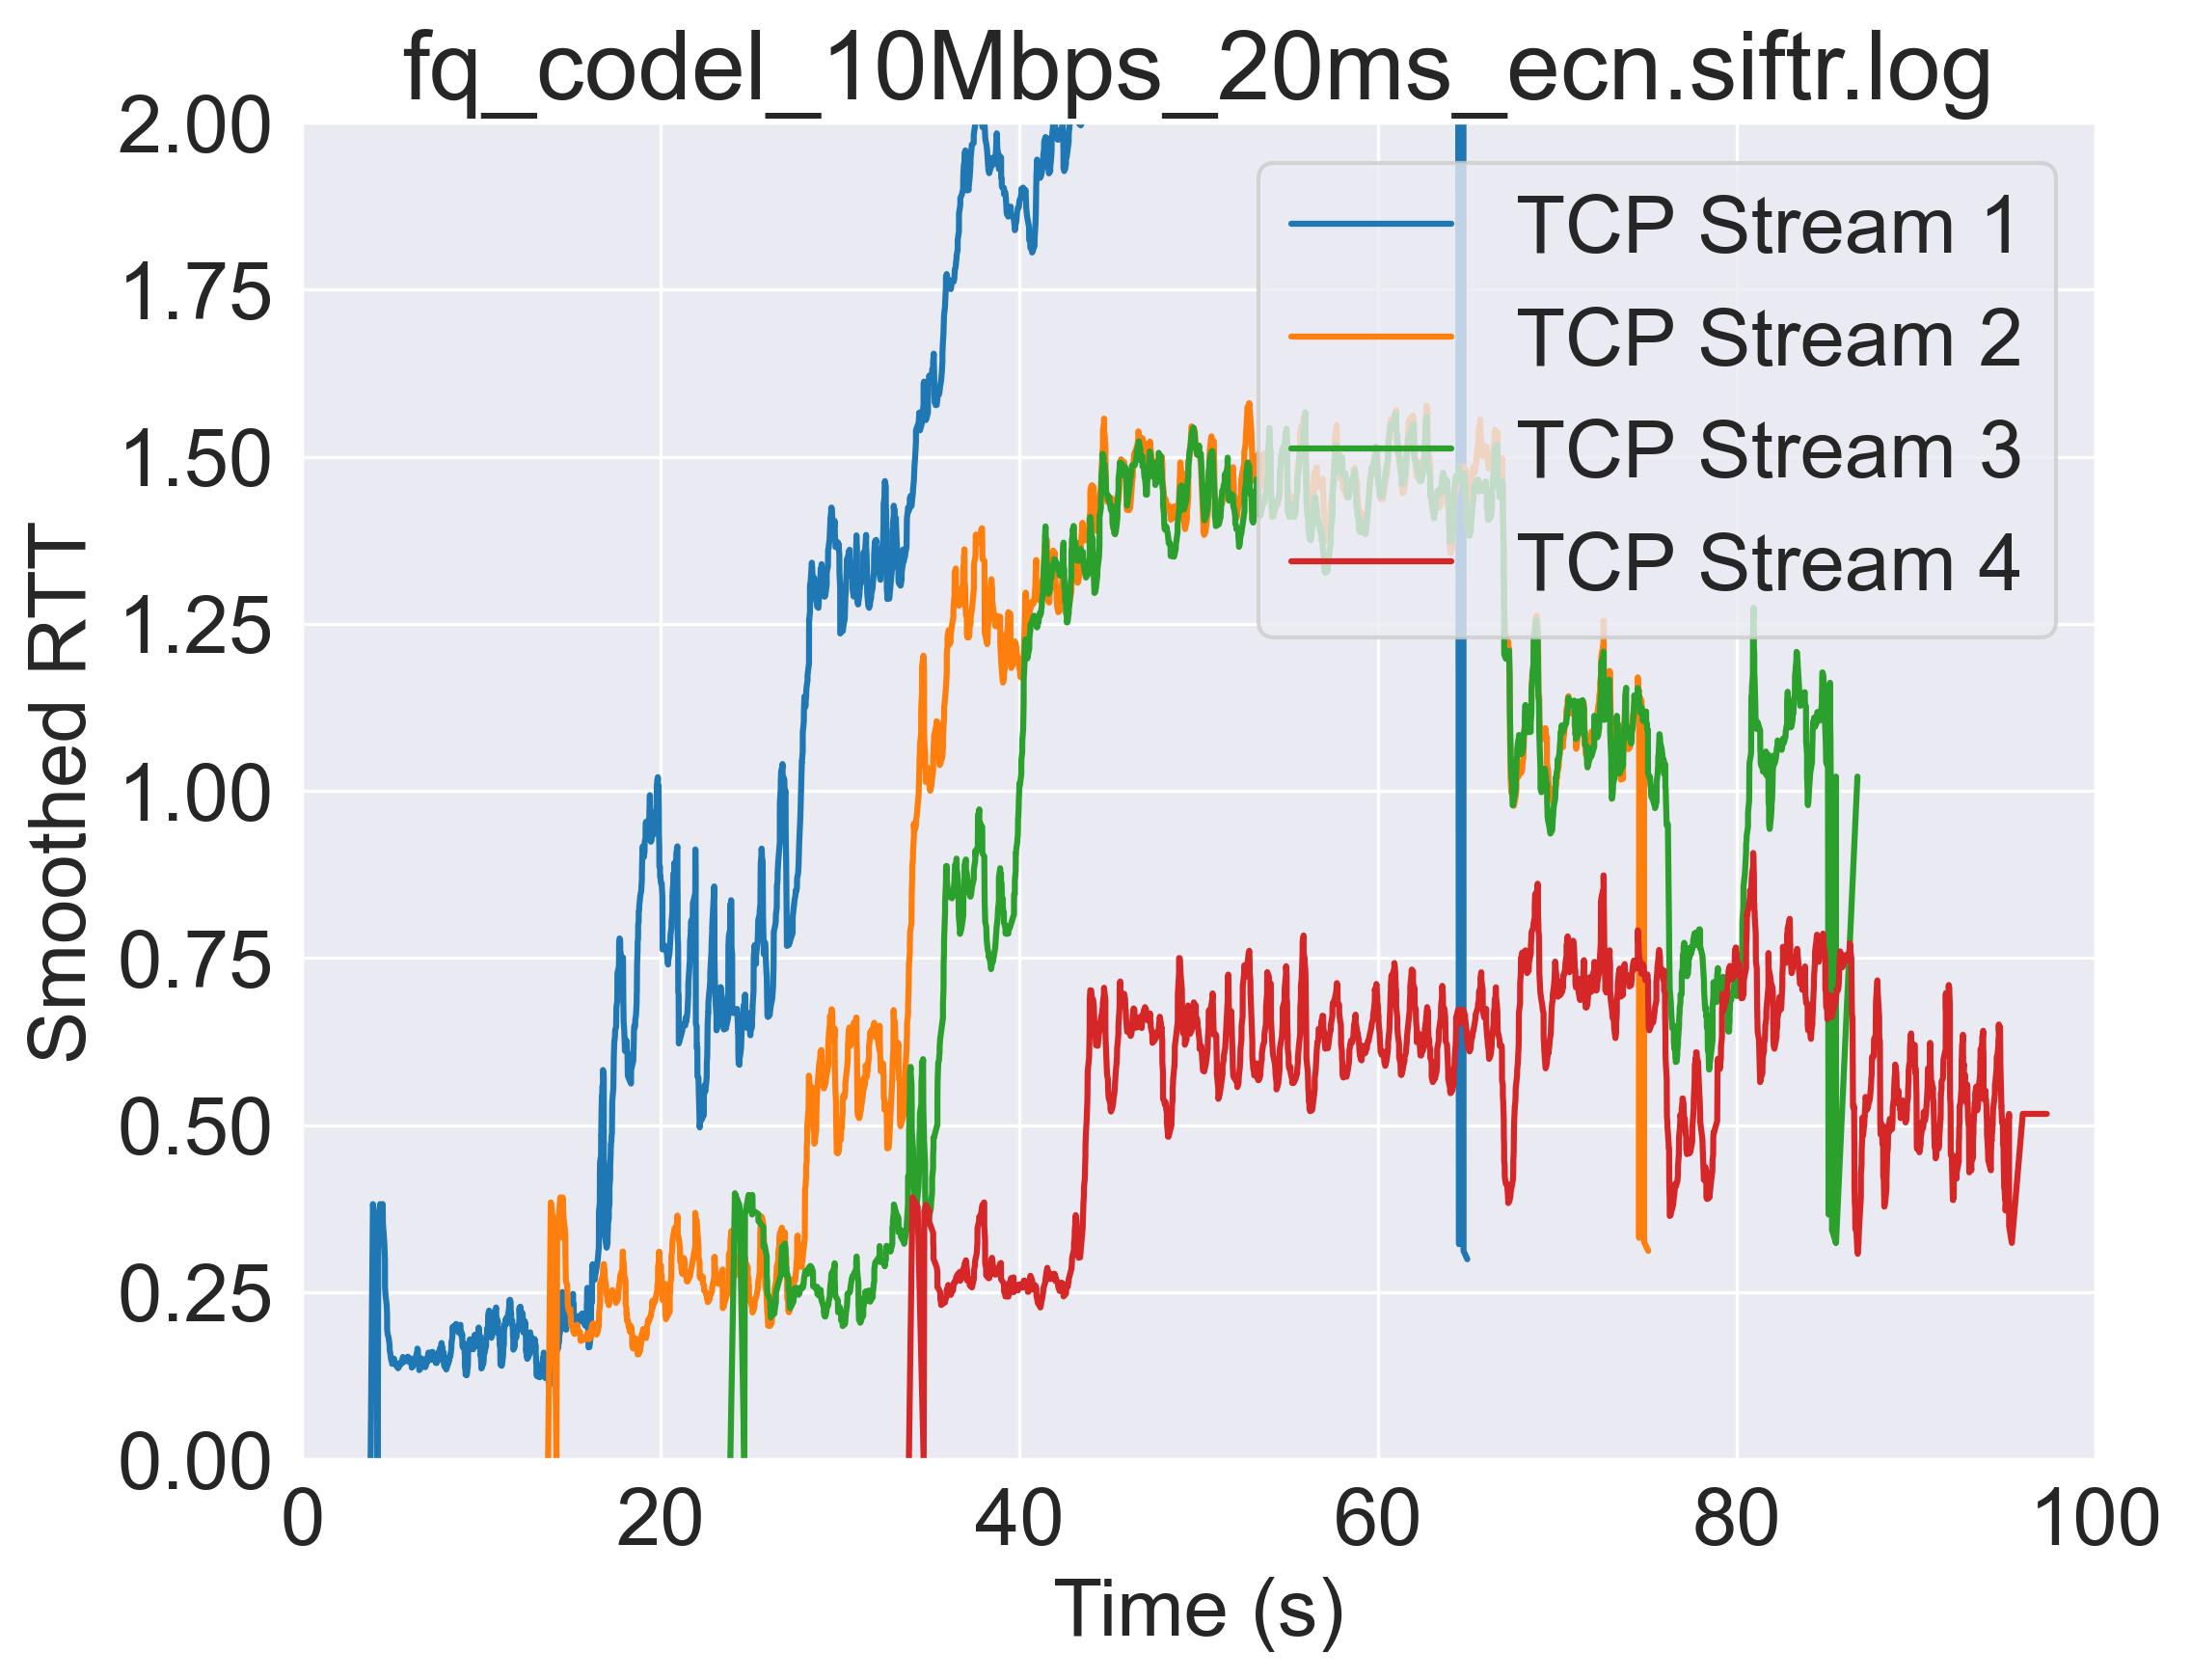 fq_codel_10Mbps_20ms_ecn.siftr.log
2.00
1.75
1.50
1.25
1.00
0.75
0.50
0.25
0.00
Smoothed RTT
TCP Stream 1
TCP Stream 2
TCP Stream 3
TCP Stream 4
0 20 40 60 80 100
Time (s)